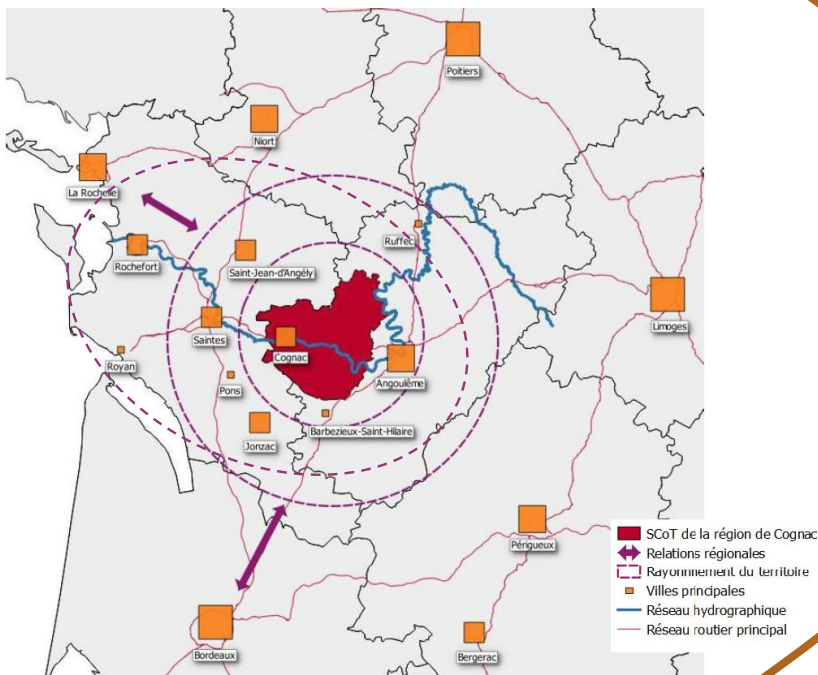 Poitiers
Niort
La Rochelle
Ruffec
Rochefort
Saint-Jean-d'Angély
Limoges
Saintes
Cognac
Royan
Angoulême
Pons
Barbezieux-Saint-Hilaire
Jonzac
SCoT de la région de Cognac
Relations régionales
Périgueux
Rayonnement du territoire
Villes principales
Réseau hydrographique
Réseau routier principal
Bordeaux
Bergerac